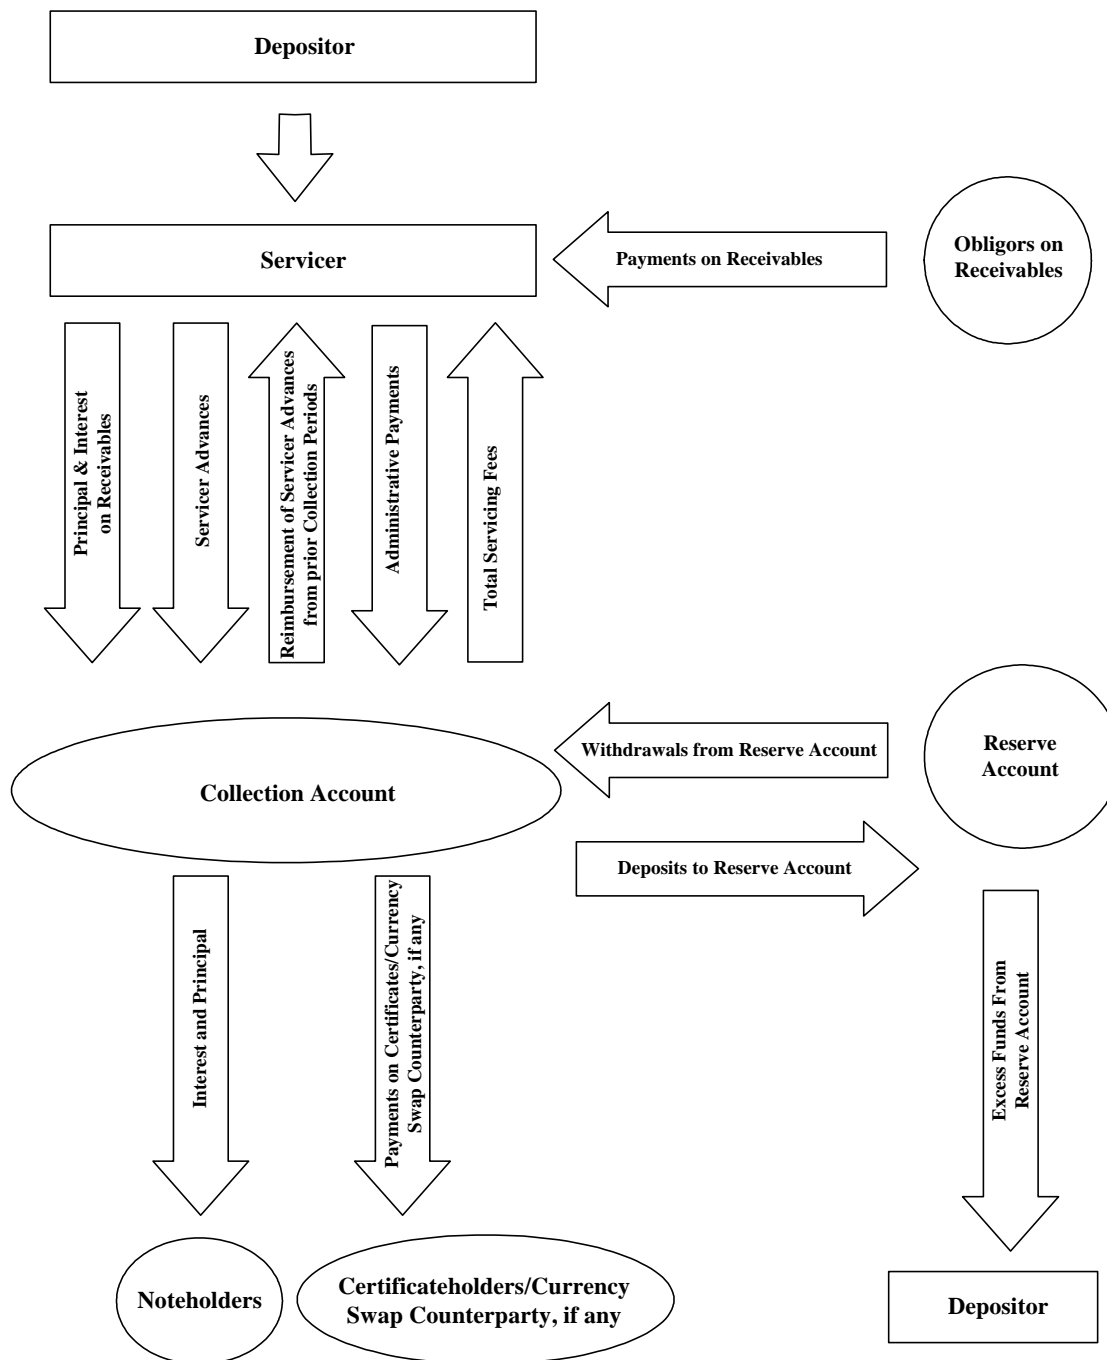 Depositor
Servicer
Payments on Receivables
Obligors on
Receivables
Principal & Interest
on Receivables
Servicer Advances
Reimbursement of Servicer Advances
from prior Collection Periods
Administrative Payments
Total Servicing Fees
Collection Account
Withdrawals from Reserve Account
Reserve
Account
Deposits to Reserve Account
Interest and Principal
Payments on Certificates/Currency
Swap Counterparty, if any
Excess Funds From
Reserve Account
Noteholders
Certificateholders/Currency
Swap Counterparty, if any
Depositor